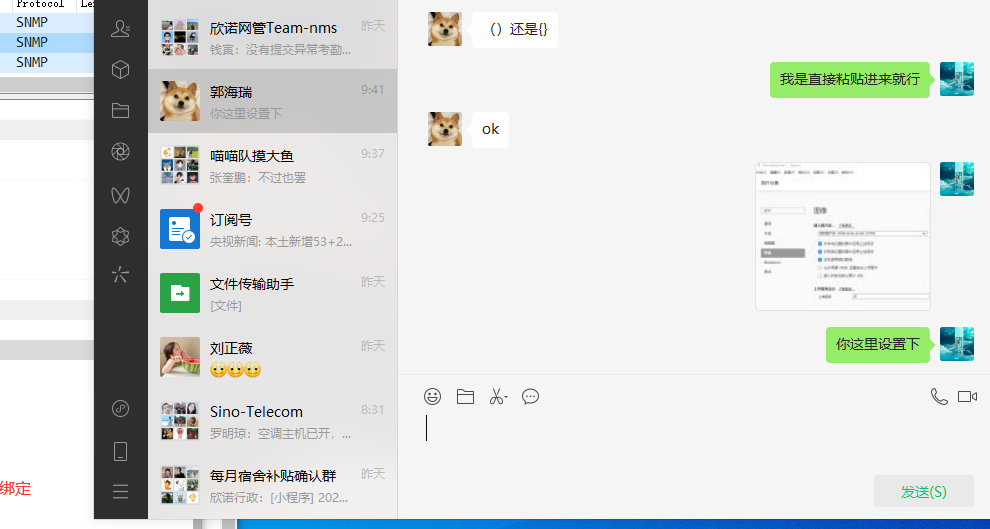 Protocol
SNMP
SNMP
SNMP
绑定
欣诺网管Team-nms
昨天
钱寅：没有提交异常考勤...
郭海瑞
9:41
你这里设置下
喵喵队摸大鱼
9:37
张奎鹏：不过也罢
订阅号
9:25
央视新闻: 本土新增53+2...
文件传输助手
昨天
[文件]
刘正薇
昨天
Sino-Telecom
8:31
罗明琼：空调主机已开，...
每月宿舍补贴确认群
昨天
欣诺行政：[小程序] 202...
（）还是{}
我是直接粘贴进来就行
ok
图像
你这里设置下
发送(S)